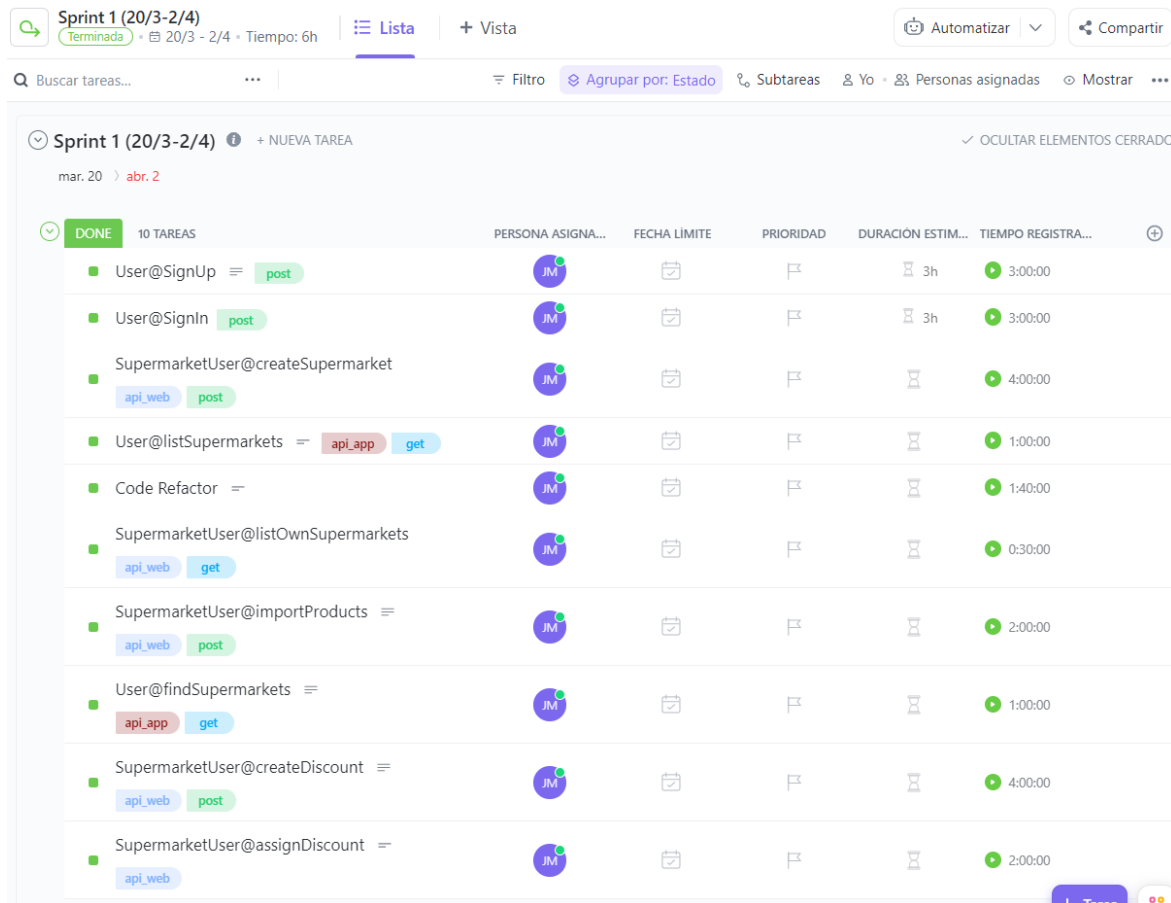 Sprint 1 (20/3-2/4)
Terminada • 20/3 - 2/4 • Tiempo: 6h
Lista
+ Vista
Automatizar
Compartir
Buscar tareas...
Filtro
Agrupar por: Estado
Subtareas
Yo
Personas asignadas
Mostrar
Sprint 1 (20/3-2/4)
+ NUEVA TAREA
OCULTAR ELEMENTOS CERRADO
mar. 20
abr. 2
DONE 10 TAREAS PERSONA ASIGNA... FECHA LÍMITE PRIORIDAD DURACIÓN ESTIM... TIEMPO REGISTRA...
User@SignUp post JM 3h 3:00:00
User@SignIn post JM 3h 3:00:00
SupermarketUser@createSupermarket
api_web post JM 4:00:00
User@listSupermarkets api_app get JM 1:00:00
Code Refactor JM 1:40:00
SupermarketUser@listOwnSupermarkets
api_web get JM 0:30:00
SupermarketUser@importProducts
api_web post JM 2:00:00
User@findSupermarkets
api_app get JM 1:00:00
SupermarketUser@createDiscount
api_web post JM 4:00:00
SupermarketUser@assignDiscount
api_web JM 2:00:00